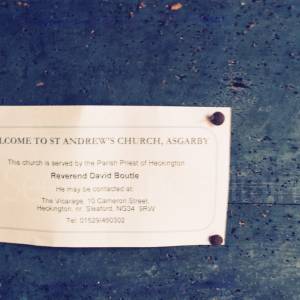 LCOME TO ST ANDREW'S CHURCH, ASGARBY
This church is served by the Parish Priest of Heckington
Reverend David Boutle
He may be contacted at:
The Vicarage, 10 Cameron Street,
Heckington, nr. Sleaford, NG34 9RW
Tel: 01529/460302